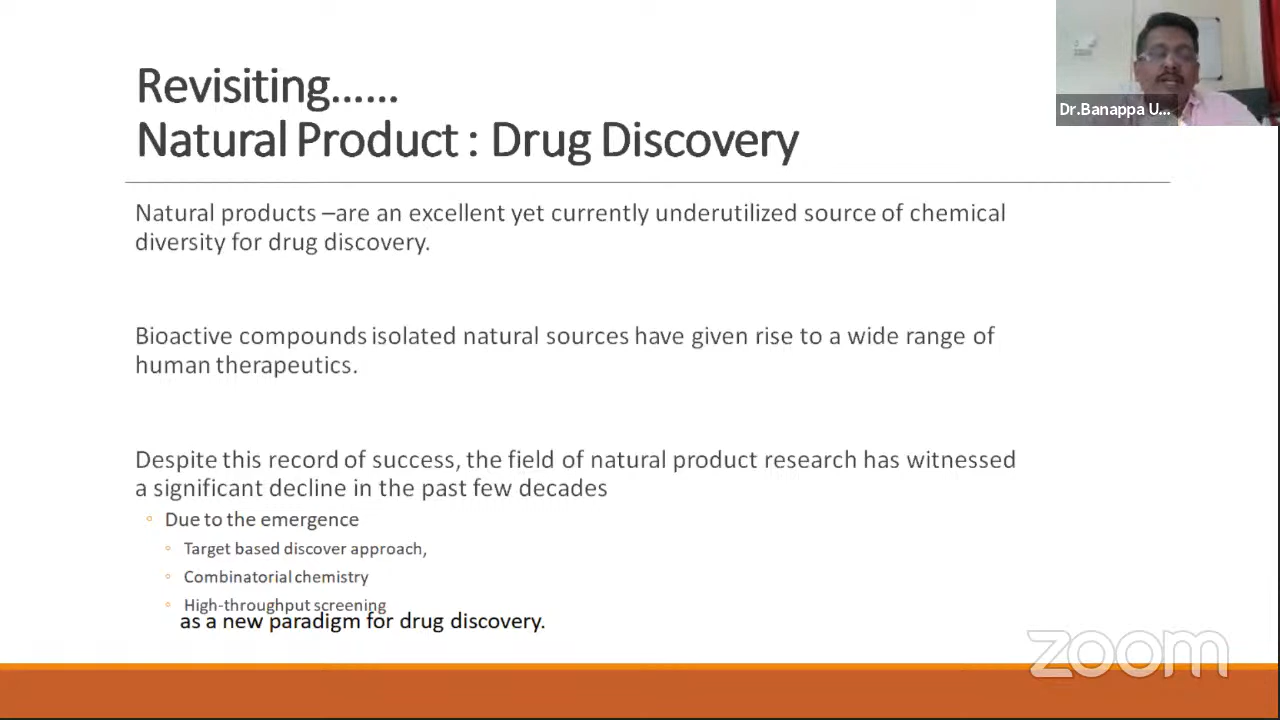 Revisiting......
Natural Product : Drug Discovery
Dr.Banappa U...
Natural products –are an excellent yet currently underutilized source of chemical
diversity for drug discovery.
Bioactive compounds isolated natural sources have given rise to a wide range of
human therapeutics.
Despite this record of success, the field of natural product research has witnessed
a significant decline in the past few decades
Due to the emergence
Target based discover approach,
Combinatorial chemistry
High-throughput screening
as a new paradigm for drug discovery.
zoom